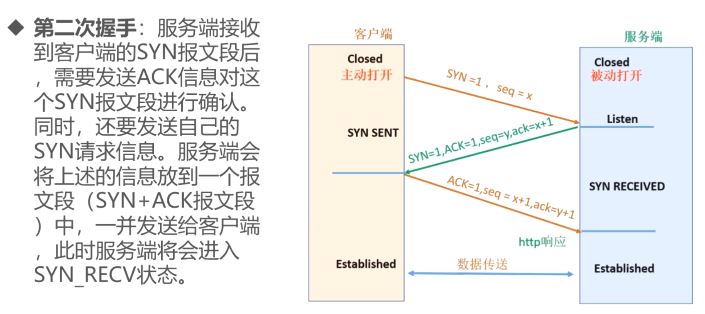 ◆ 第二次握手：服务端接收
到客户端的SYN报文段后
，需要发送ACK信息对这
个SYN报文段进行确认。
同时，还要发送自己的
SYN请求信息。服务端会
将上述的信息放到一个报
文段（SYN+ACK报文段
）中，一并发送给客户端
，此时服务端将会进入
SYN_RECV状态。
客户端
服务端
Closed
主动打开
Closed
被动打开
SYN =1， seq = x
Listen
SYN SENT
SYN=1,ACK=1,seq=y,ack=x+1
SYN RECEIVED
ACK=1,seq = x+1,ack=y+1
http响应
Established
数据传送
Established